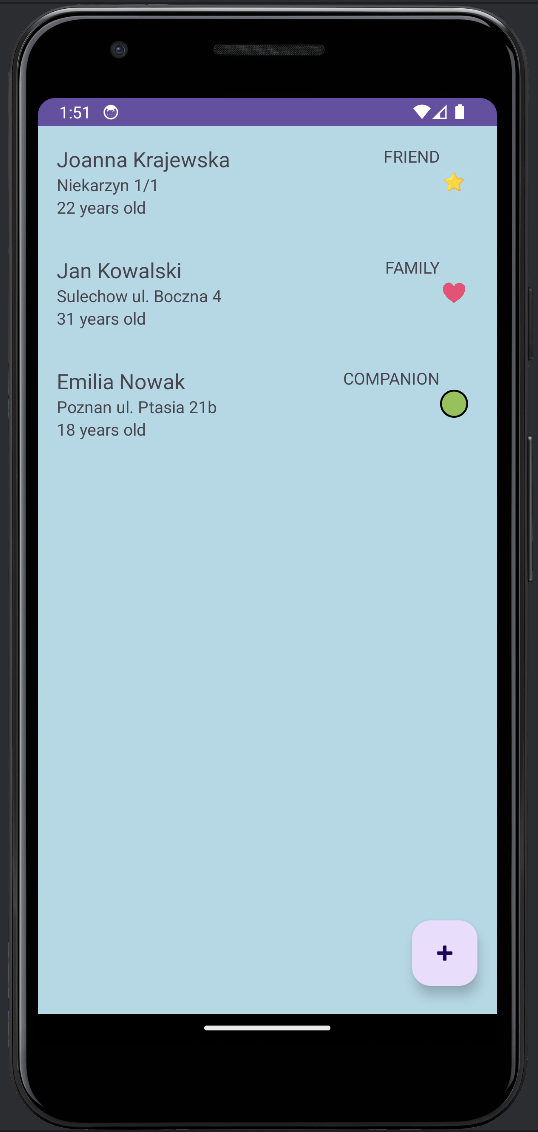 1:51
Joanna Krajewska
FRIEND
Niekarzyn 1/1
22 years old
Jan Kowalski
FAMILY
Sulechow ul. Boczna 4
31 years old
Emilia Nowak
COMPANION
Poznan ul. Ptasia 21b
18 years old
+